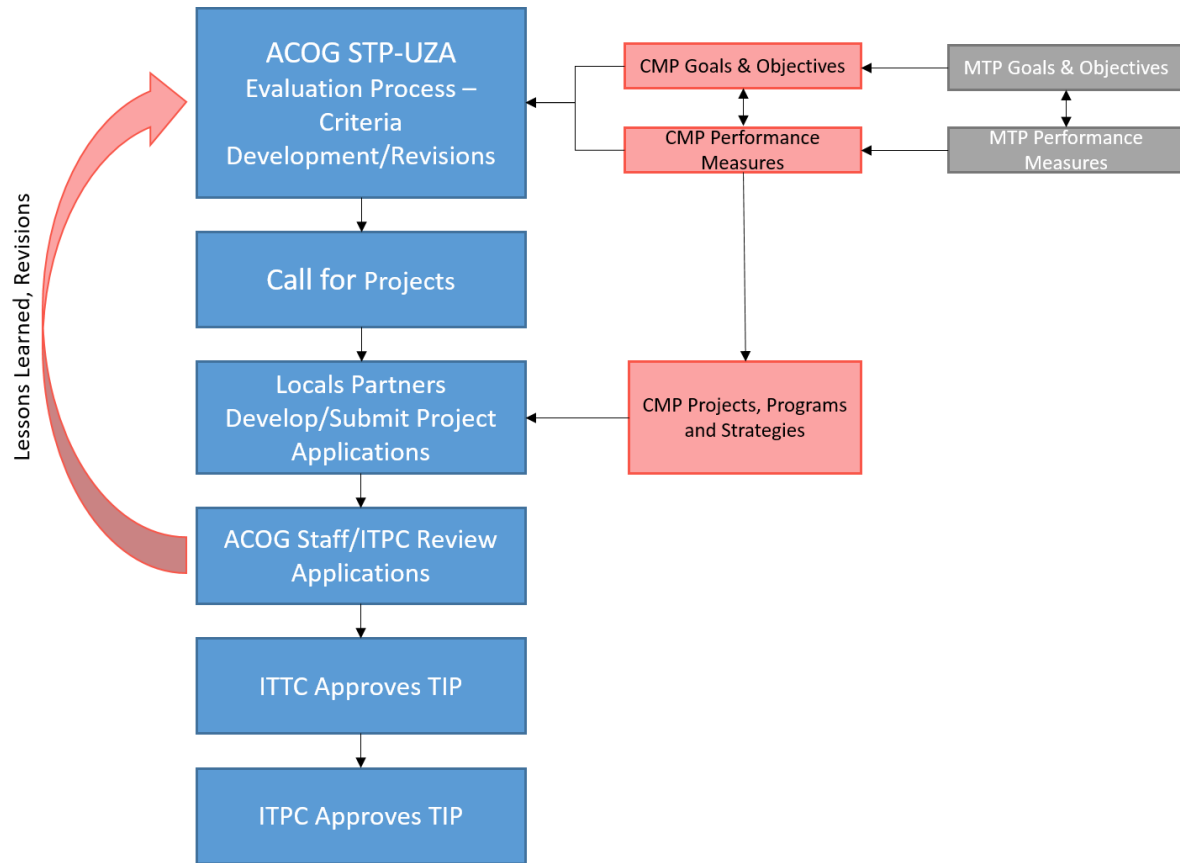 ACOG STP-UZA
Evaluation Process –
Criteria
Development/Revisions
CMP Goals & Objectives
MTP Goals & Objectives
CMP Performance
Measures
MTP Performance
Measures
Lessons Learned, Revisions
Call for Projects
Locals Partners
Develop/Submit Project
Applications
CMP Projects, Programs
and Strategies
ACOG Staff/ITPC Review
Applications
ITTC Approves TIP
ITPC Approves TIP